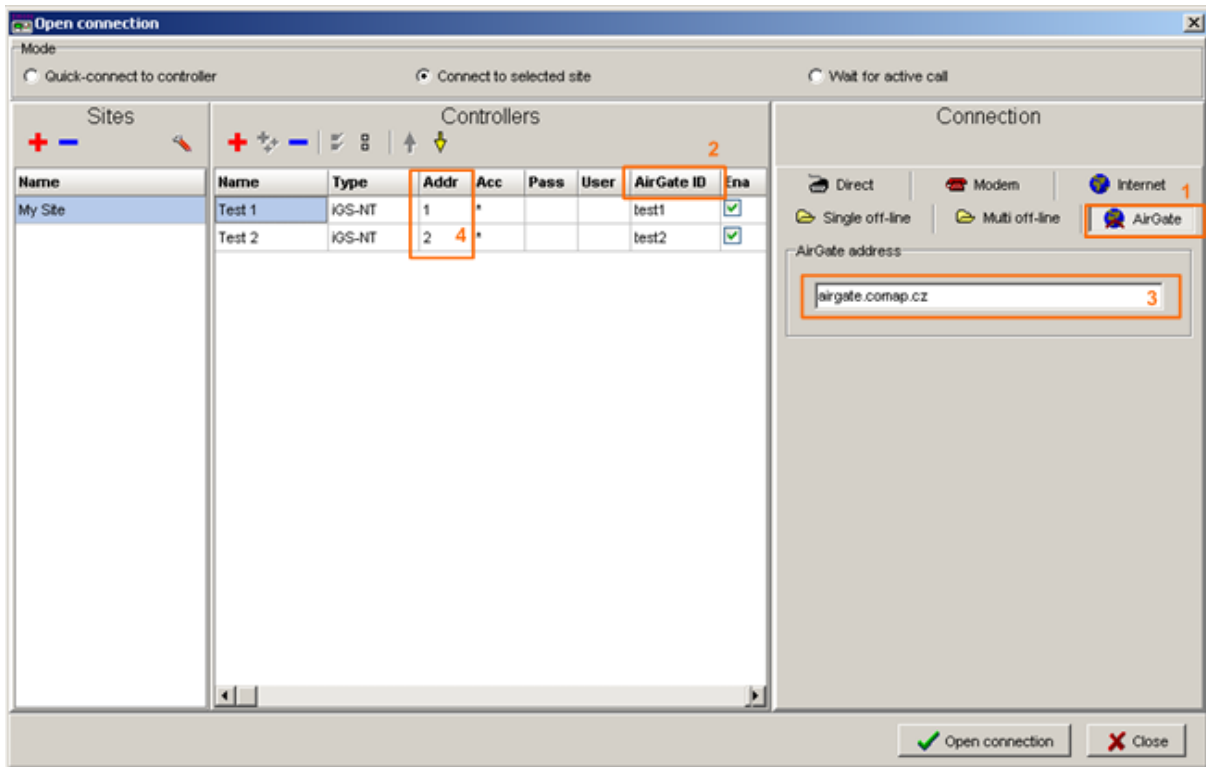 Open connection
Mode
Quick-connect to controller Connect to selected site Wait for active call
Sites Controllers Connection
2
Name Name Type Addr Acc Pass User AirGate ID Ena
Direct Modem Internet 1
My Site Test 1 iGS-NT 1 * test1
Single off-line Multi off-line AirGate
Test 2 iGS-NT 2 4 * test2
AirGate address
airgate.comap.cz 3
Open connection Close